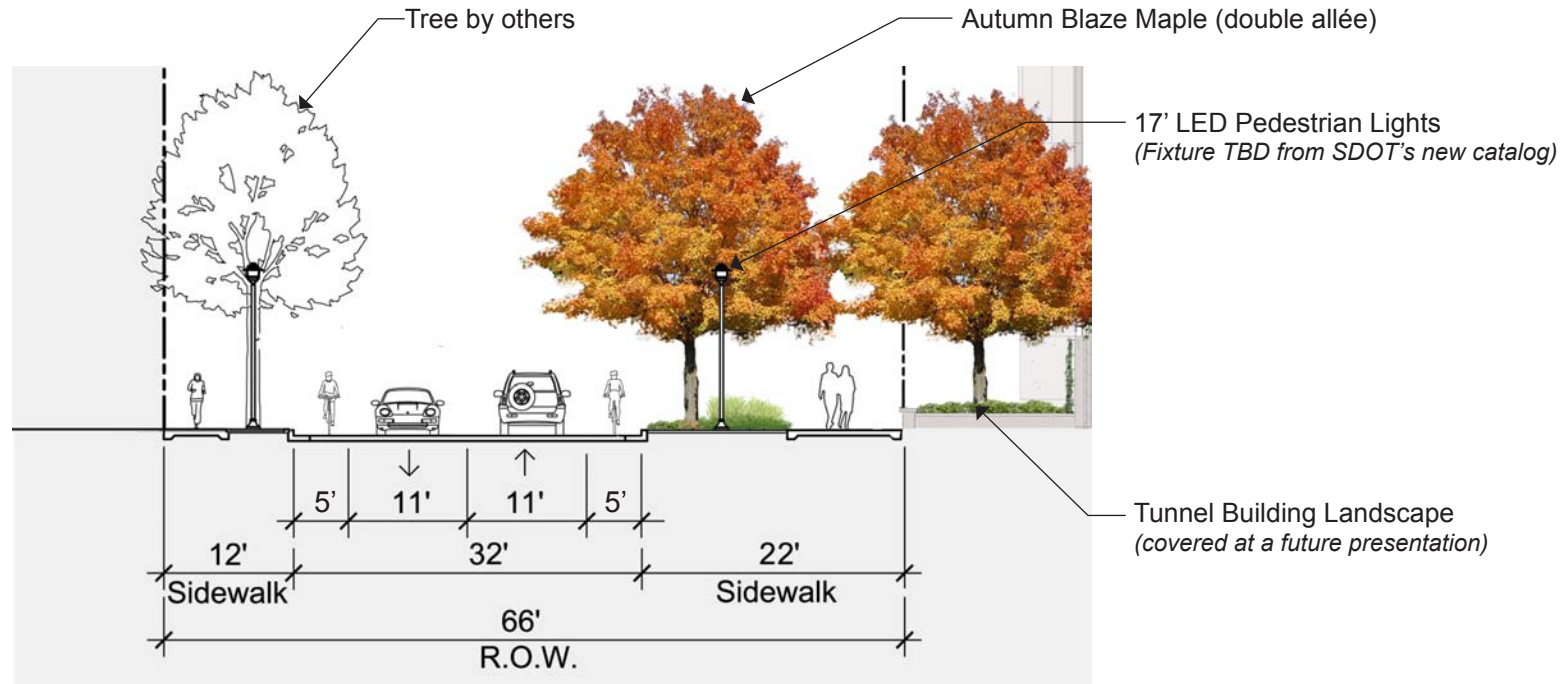 Tree by others
Autumn Blaze Maple (double allée)
17’ LED Pedestrian Lights
(Fixture TBD from SDOT’s new catalog)
5’ 11' 11' 5’
12' 32' 22'
Sidewalk Sidewalk
66'
R.O.W.
Tunnel Building Landscape
(covered at a future presentation)